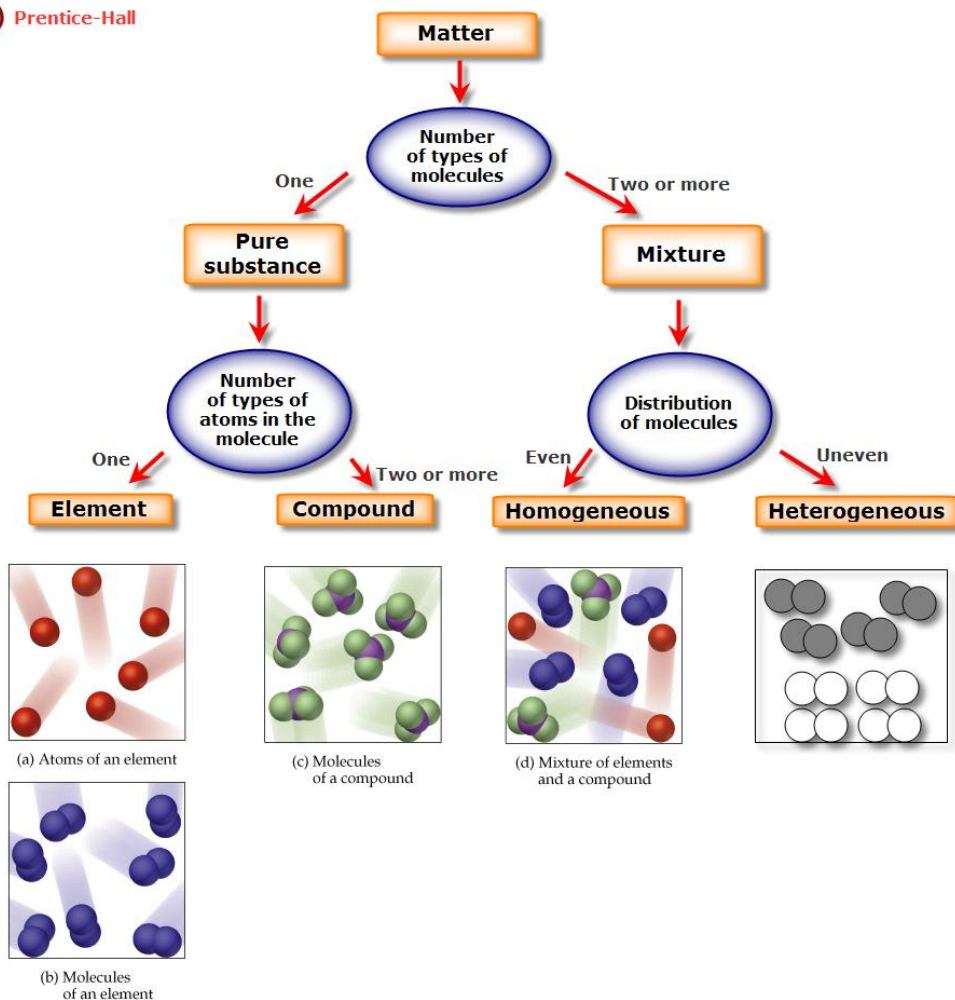 Prentice-Hall
Matter
Number
of types of
molecules
One
Two or more
Pure
substance
Mixture
Number
of types of
atoms in the
molecule
Distribution
of molecules
One
Two or more
Even
Uneven
Element
Compound
Homogeneous
Heterogeneous
(a) Atoms of an element
(c) Molecules
of a compound
(d) Mixture of elements
and a compound
(b) Molecules
of an element